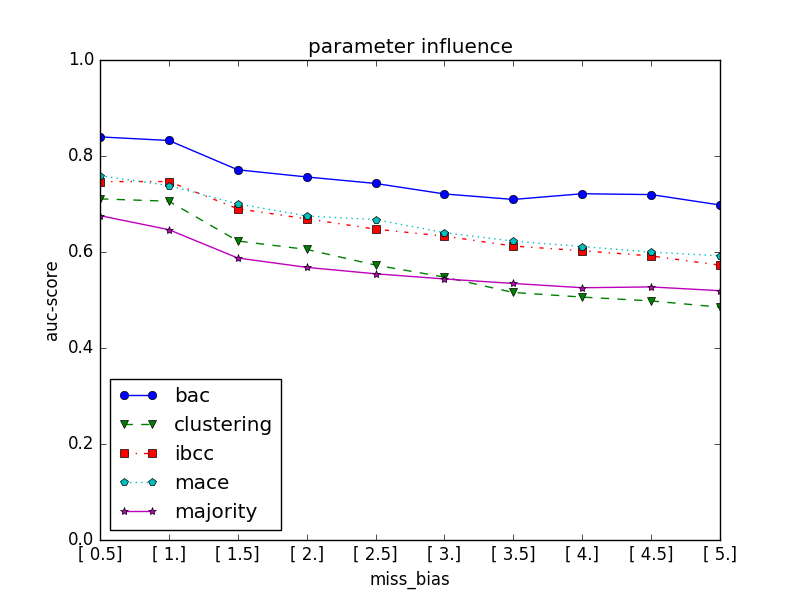 parameter influence
1.0
0.8
0.6
0.4
0.2
0.0
auc-score
bac
clustering
ibcc
mace
majority
[ 0.5] [ 1.] [ 1.5] [ 2.] [ 2.5] [ 3.] [ 3.5] [ 4.] [ 4.5] [ 5.]
miss_bias